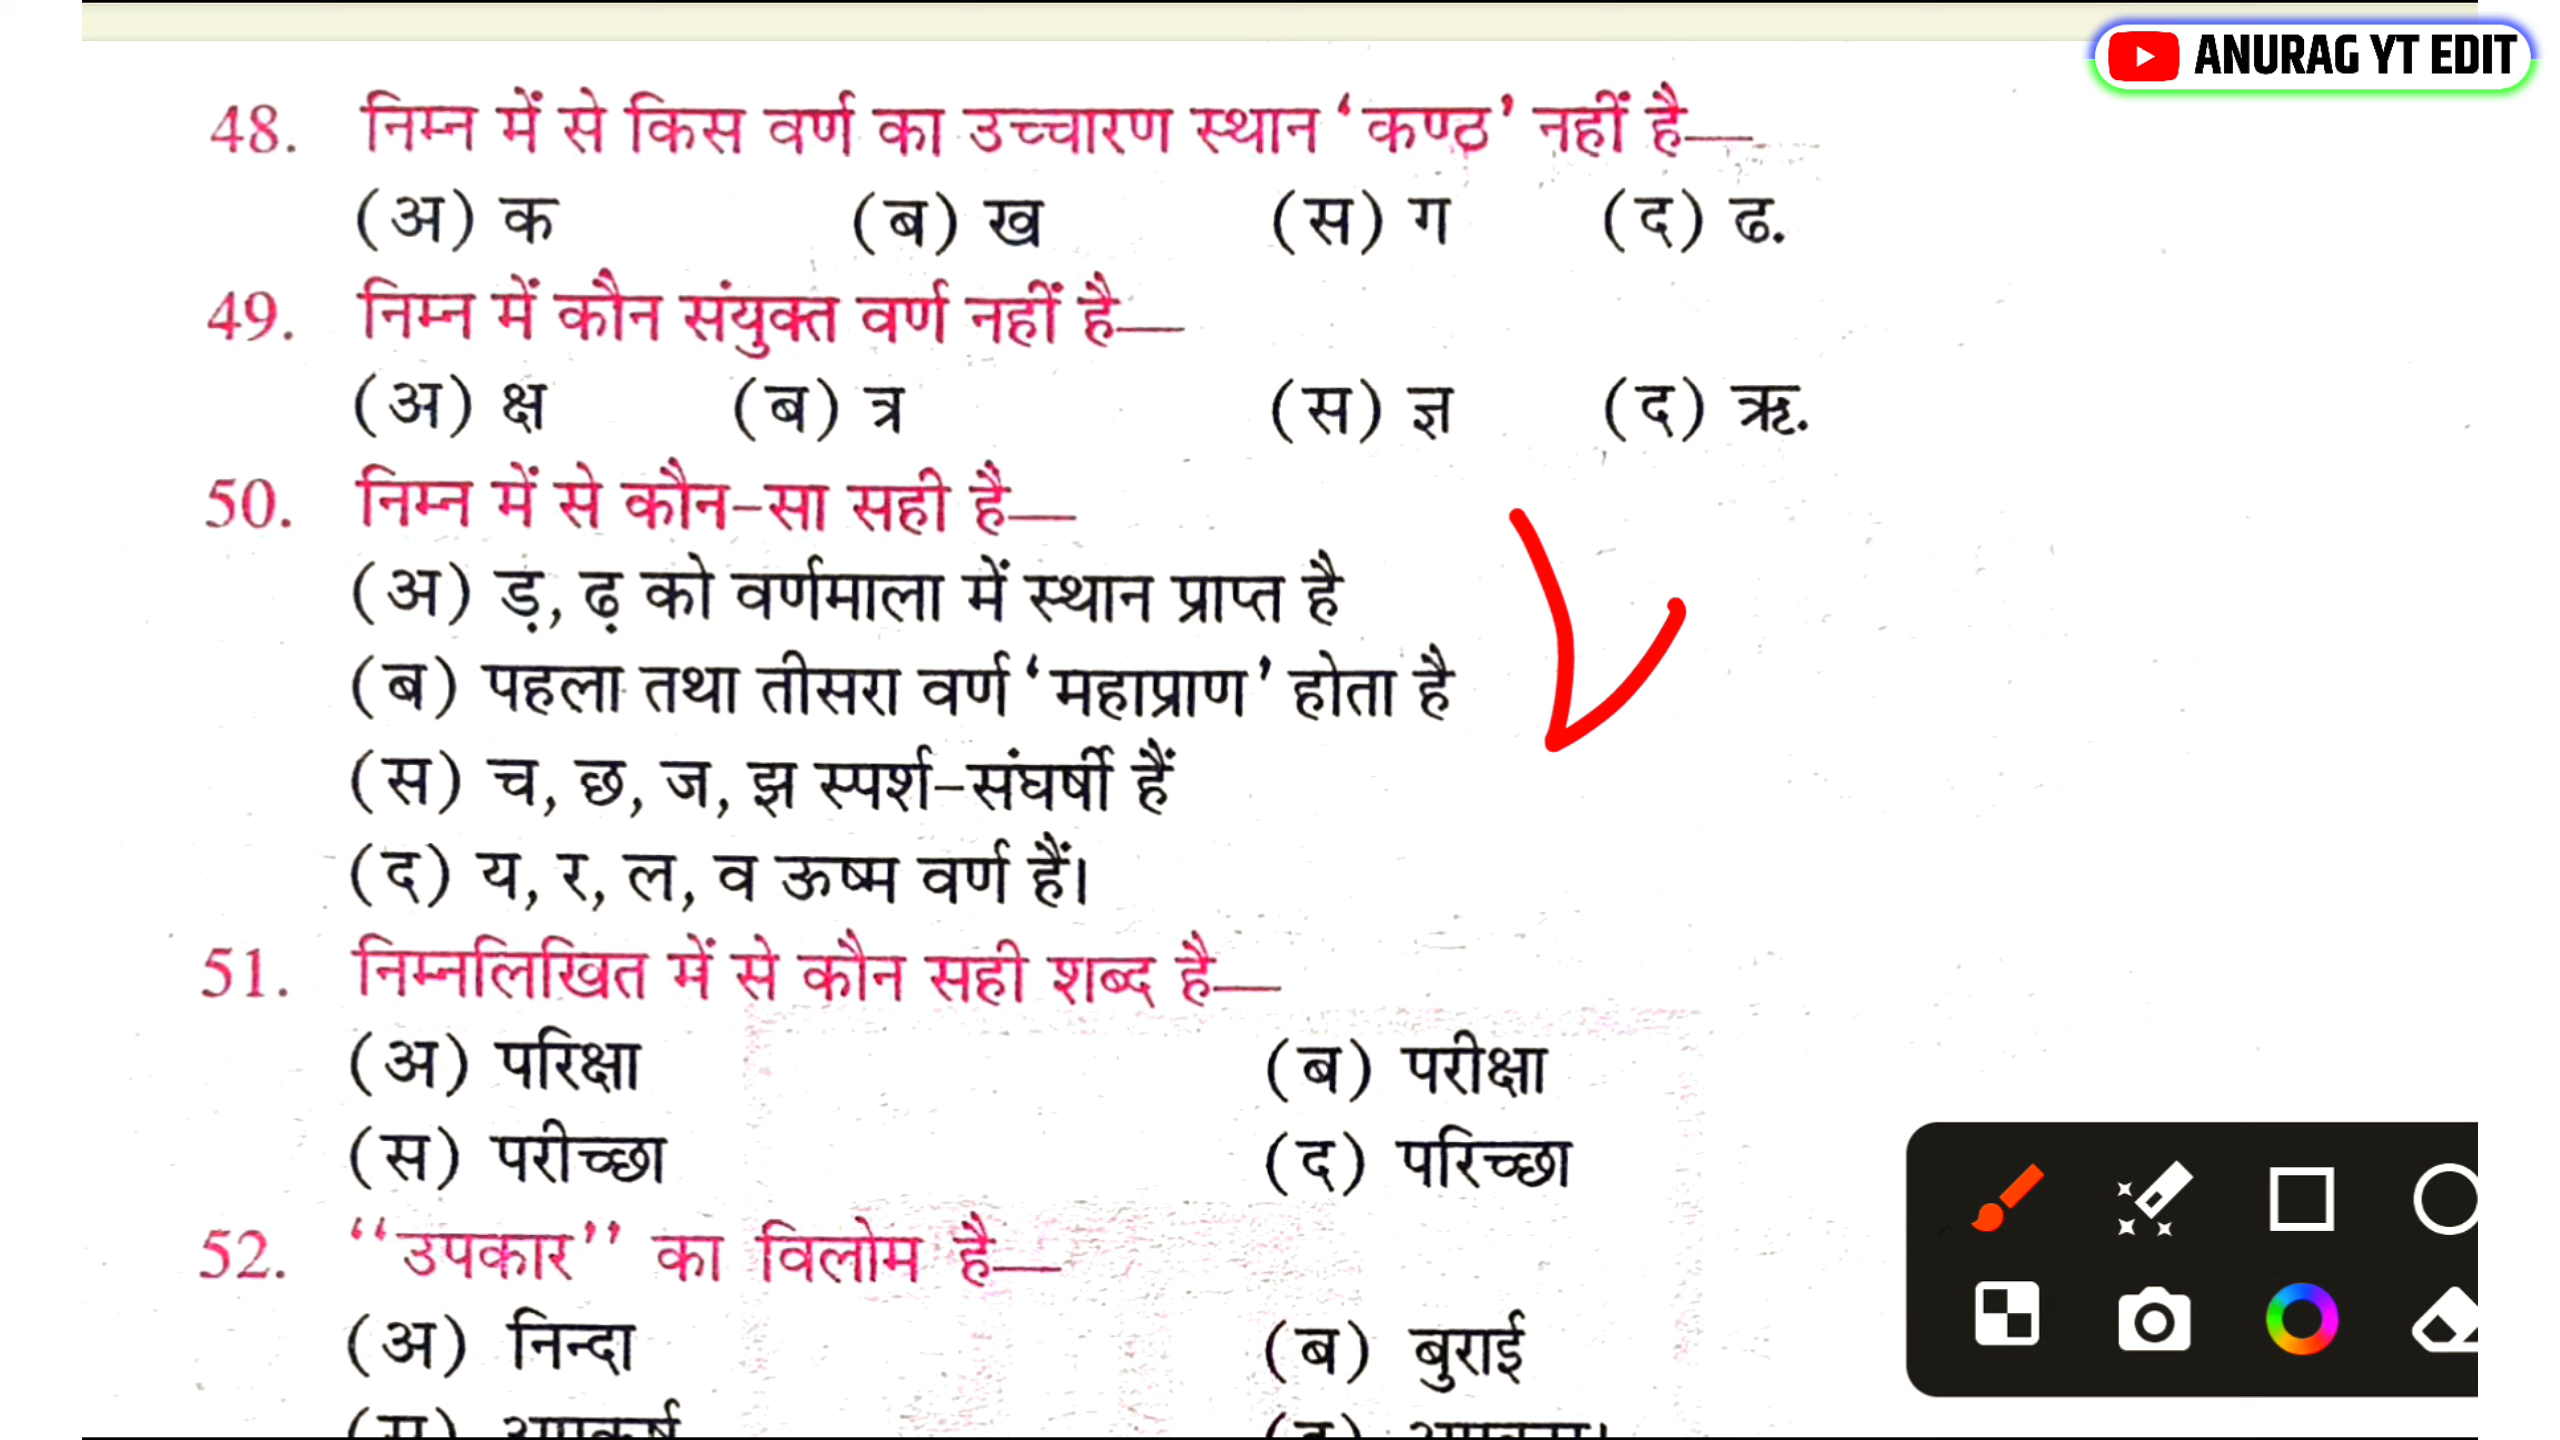 ANURAG YT EDIT
48. निम्न में से किस वर्ण का उच्चारण स्थान ‘कण्ठ’ नहीं है—
(अ) क (ब) ख (स) ग (द) ढ.
49. निम्न में कौन संयुक्त वर्ण नहीं है—
(अ) क्ष (ब) त्र (स) ज्ञ (द) ऋ.
50. निम्न में से कौन-सा सही है—
(अ) ड़, ढ़ को वर्णमाला में स्थान प्राप्त है
(ब) पहला तथा तीसरा वर्ण ‘महाप्राण’ होता है
(स) च, छ, ज, झ स्पर्श-संघर्षी हैं
(द) य, र, ल, व ऊष्म वर्ण हैं।
51. निम्नलिखित में से कौन सही शब्द है—
(अ) परिक्षा (ब) परीक्षा
(स) परीच्छा (द) परिच्छा
52. ‘‘उपकार’’ का विलोम है—
(अ) निन्दा (ब) बुराई
(स) अपकर्ष (द)